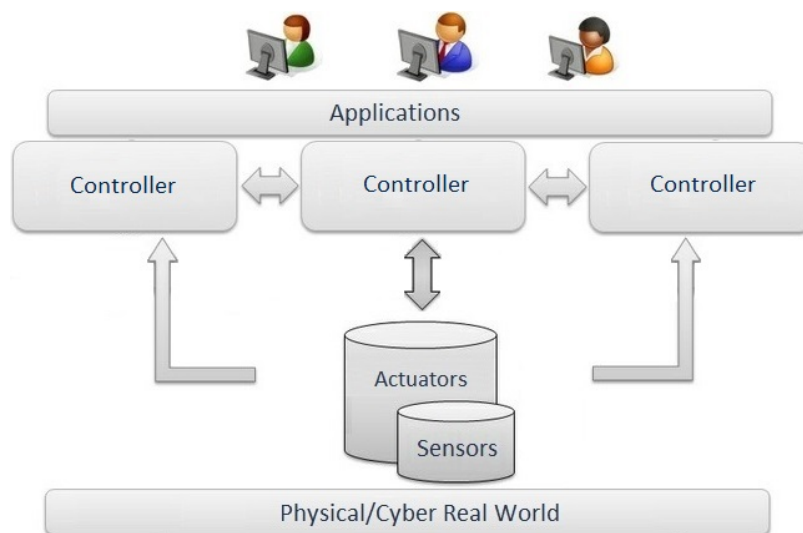 Applications
Controller
Controller
Controller
Actuators
Sensors
Physical/Cyber Real World